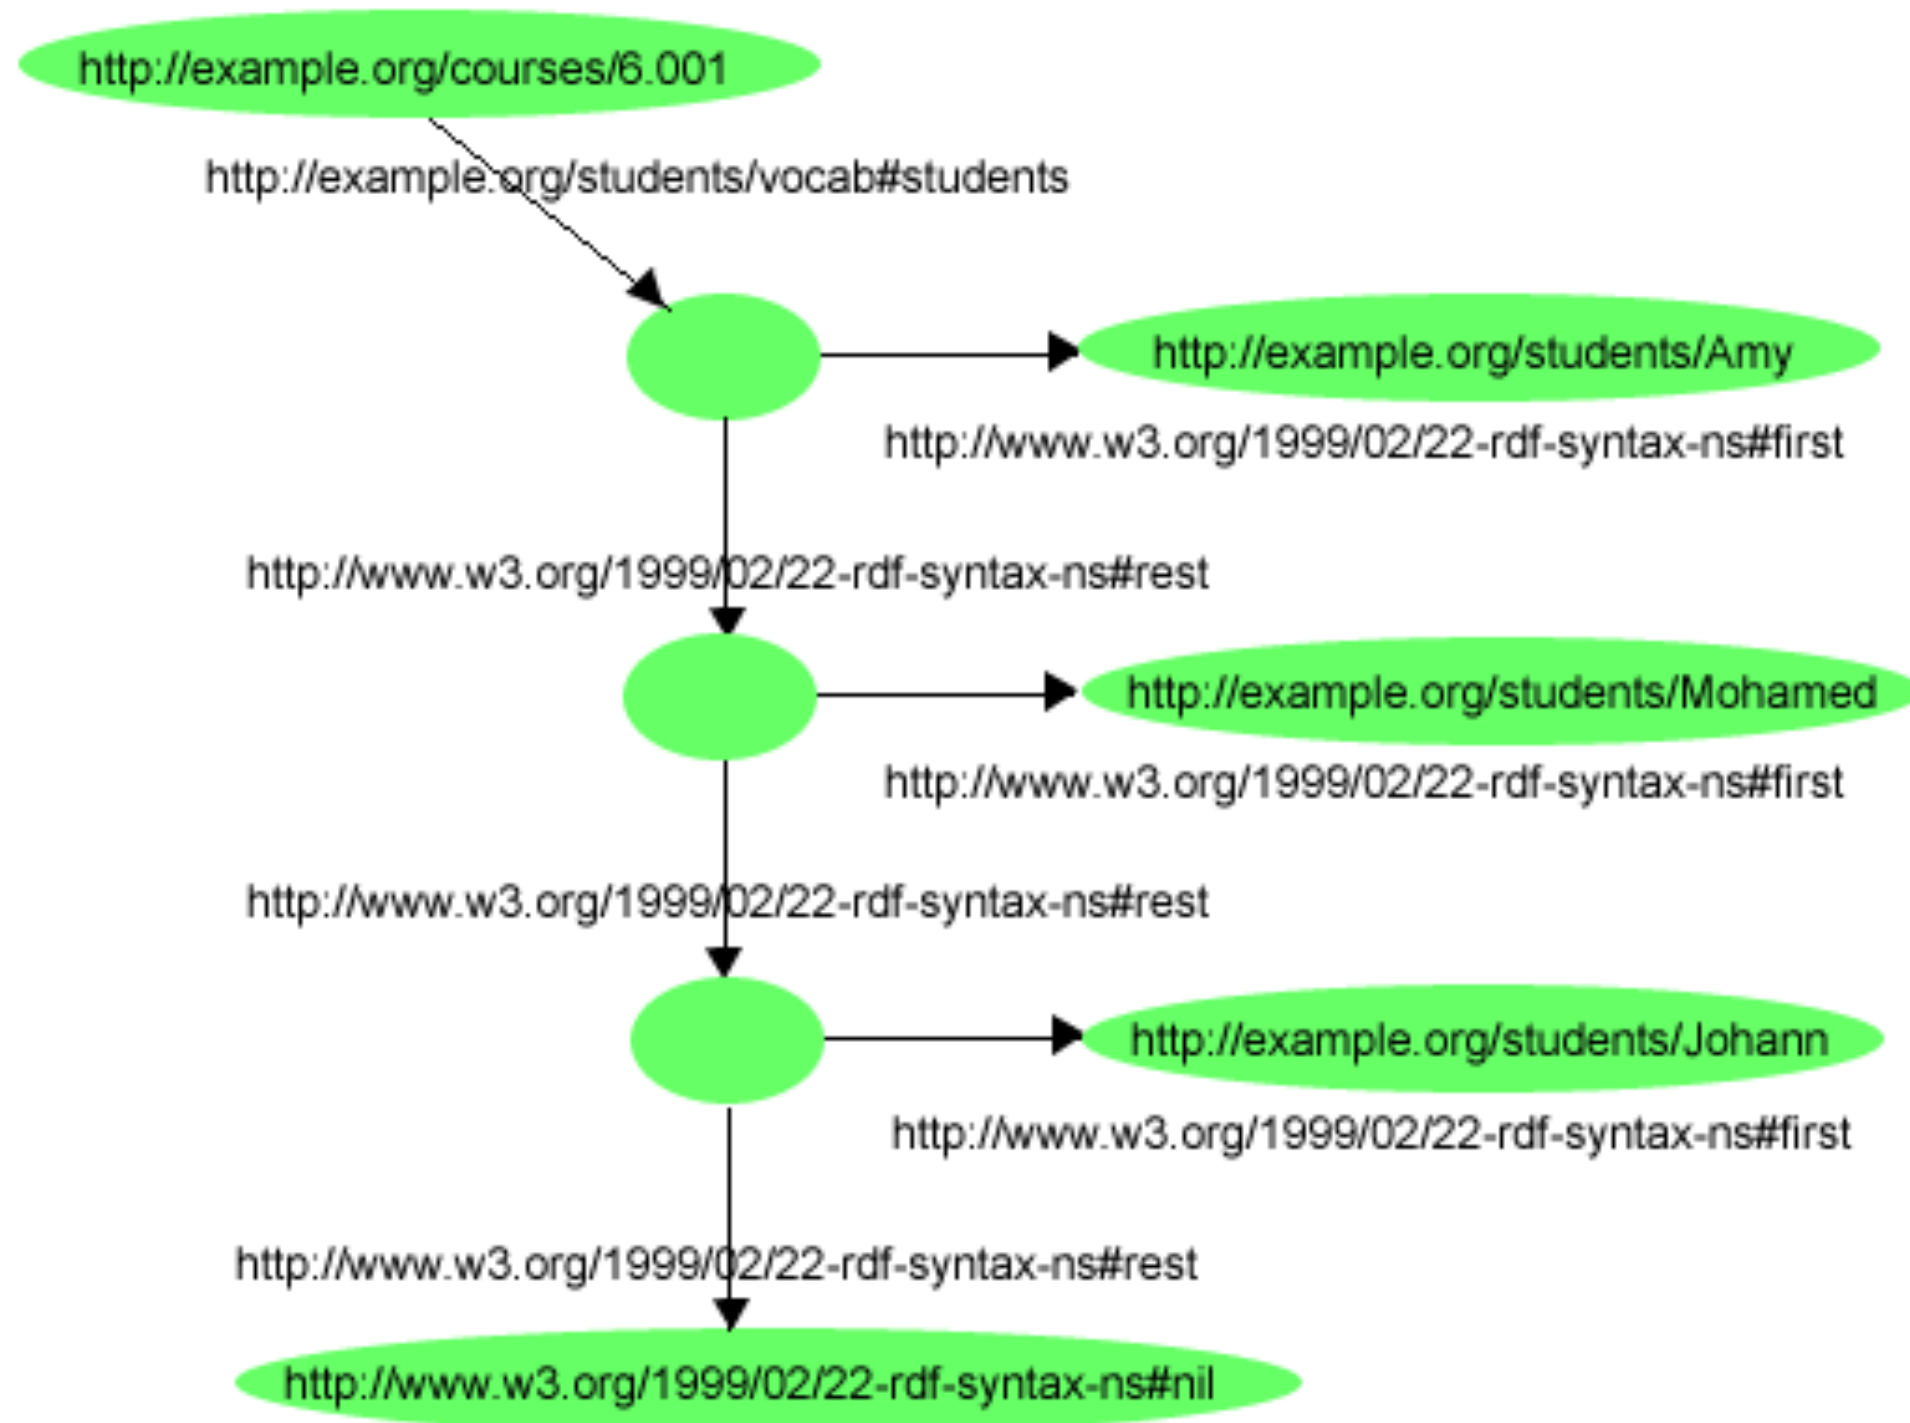 http://example.org/courses/6.001
http://example.org/students/vocab#students
http://example.org/students/Amy
http://www.w3.org/1999/02/22-rdf-syntax-ns#first
http://www.w3.org/1999/02/22-rdf-syntax-ns#rest
http://example.org/students/Mohamed
http://www.w3.org/1999/02/22-rdf-syntax-ns#first
http://www.w3.org/1999/02/22-rdf-syntax-ns#rest
http://example.org/students/Johann
http://www.w3.org/1999/02/22-rdf-syntax-ns#first
http://www.w3.org/1999/02/22-rdf-syntax-ns#rest
http://www.w3.org/1999/02/22-rdf-syntax-ns#nil